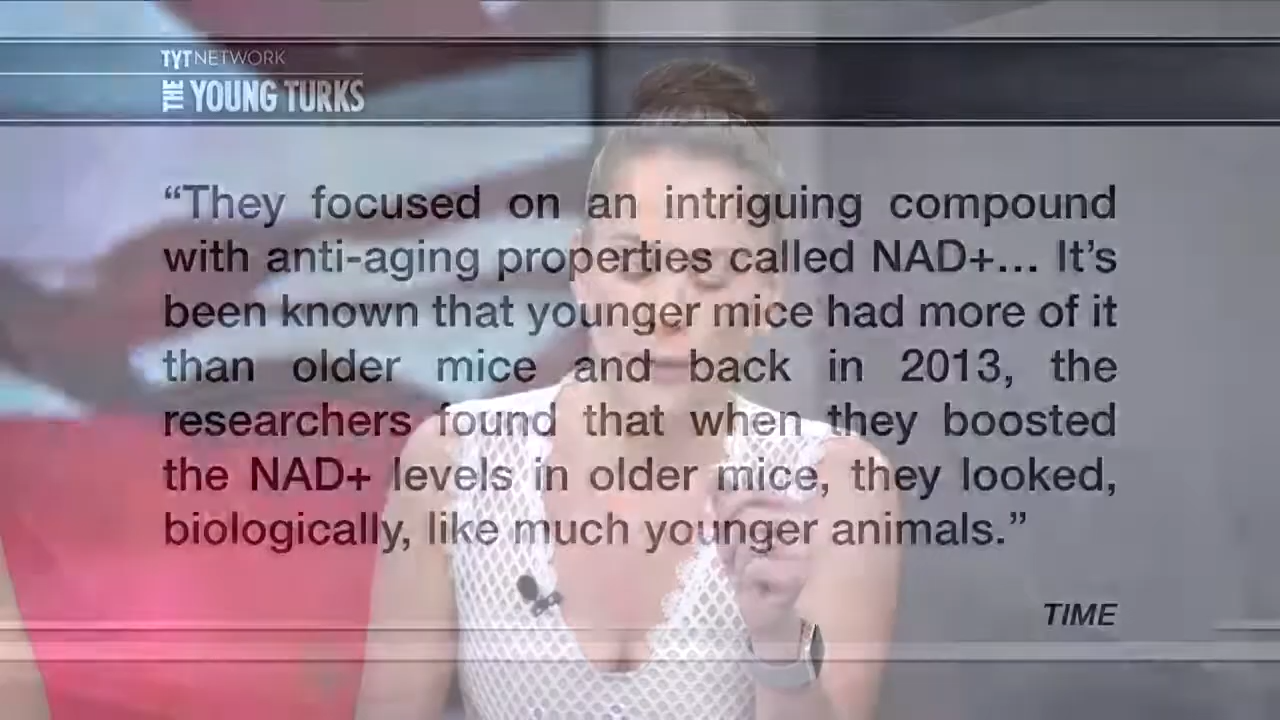 TYT NETWORK
THE YOUNG TURKS
“They focused on an intriguing compound
with anti-aging properties called NAD+... It’s
been known that younger mice had more of it
than older mice and back in 2013, the
researchers found that when they boosted
the NAD+ levels in older mice, they looked,
biologically, like much younger animals.”
TIME